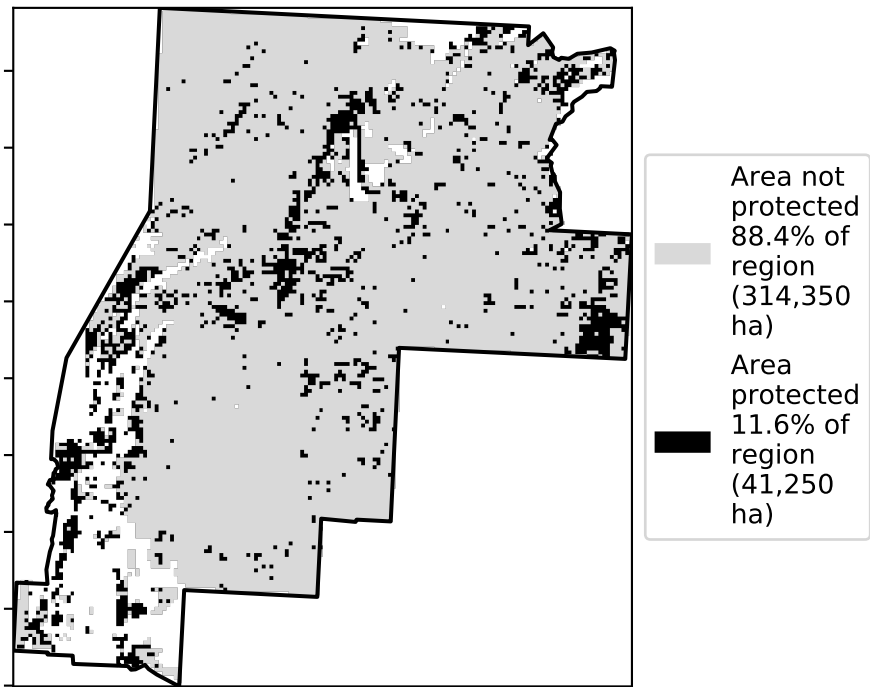 Area not
protected
88.4% of
region
(314,350
ha)
Area
protected
11.6% of
region
(41,250
ha)